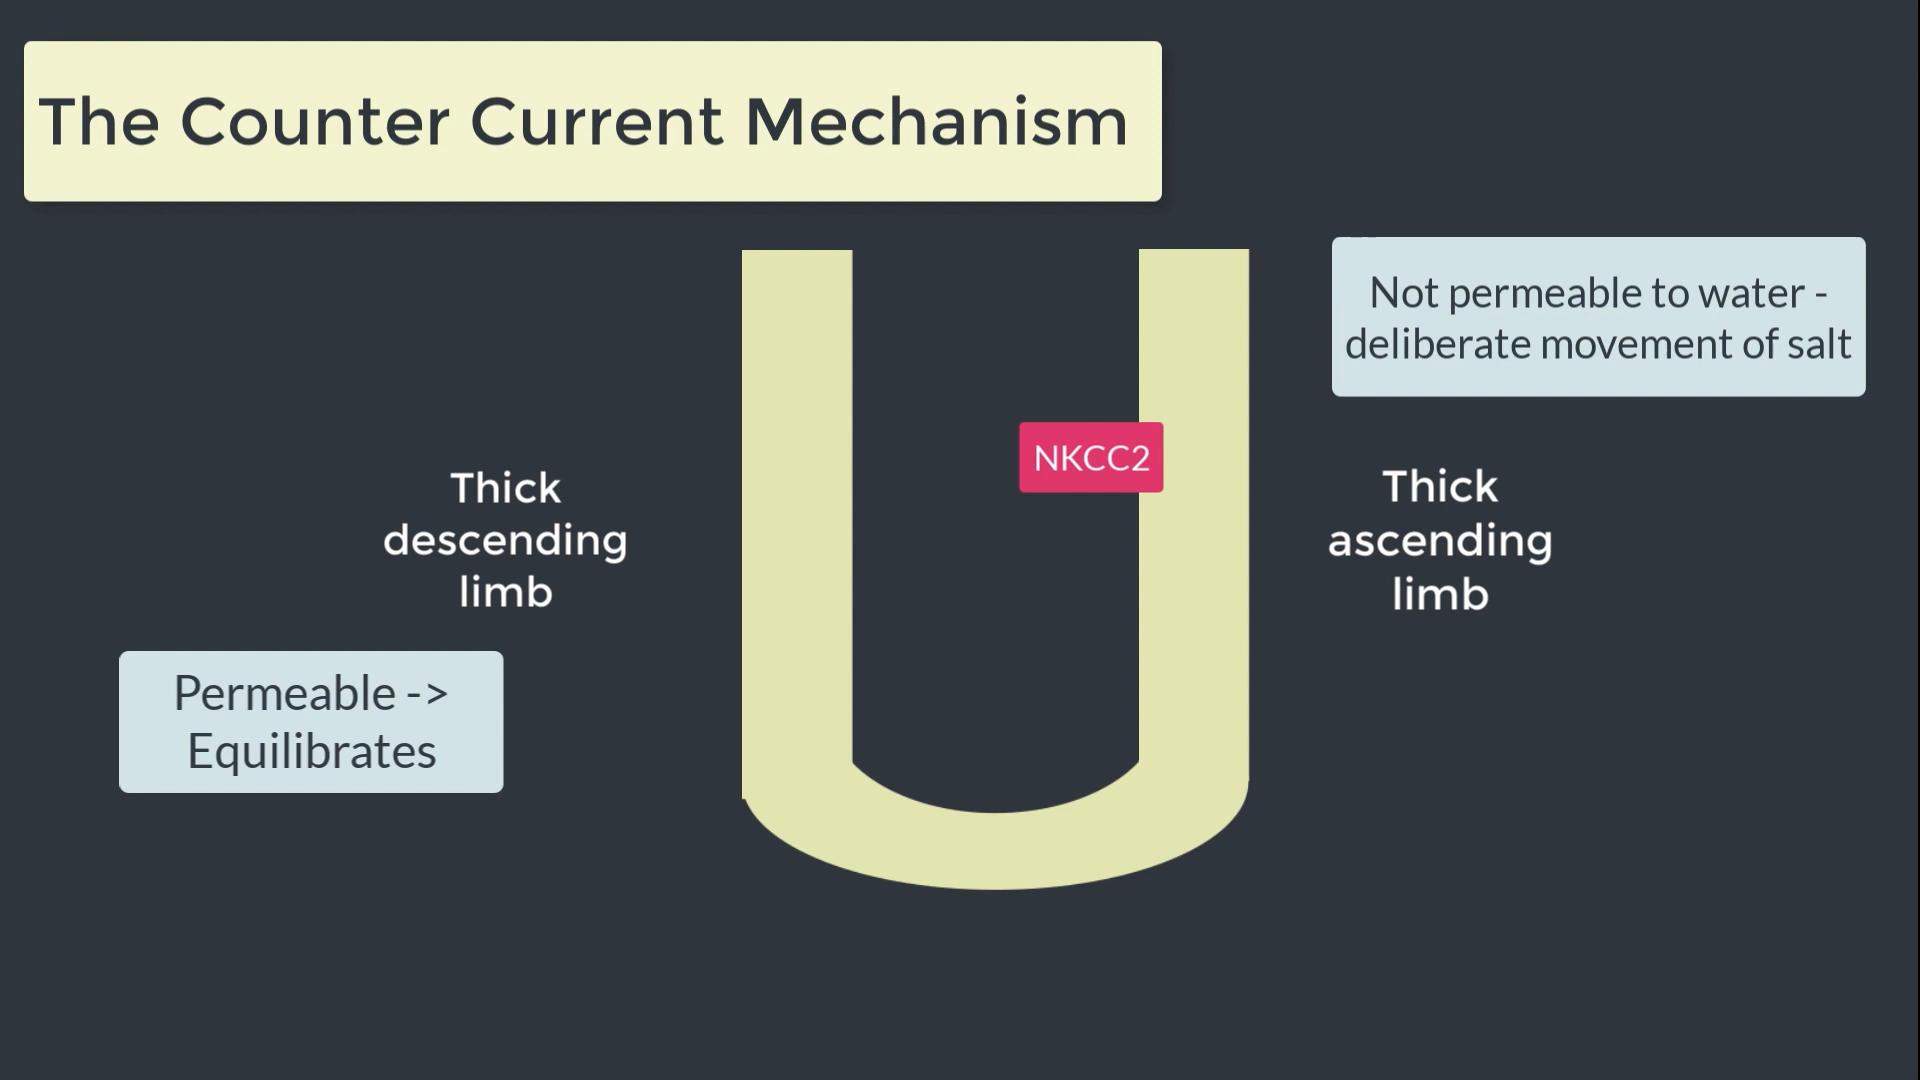 The Counter Current Mechanism
Not permeable to water -
deliberate movement of salt
NKCC2
Thick
descending
limb
Thick
ascending
limb
Permeable ->
Equilibrates